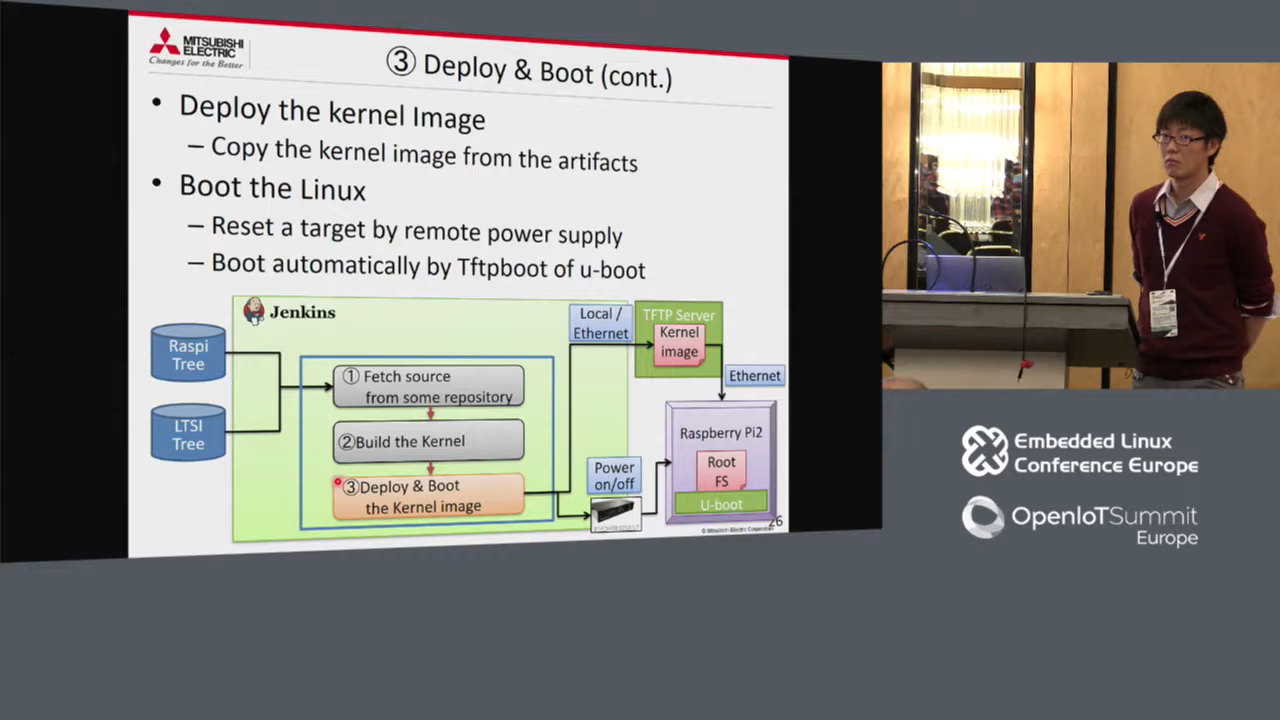 MITSUBISHI
ELECTRIC
Changes for the Better
③ Deploy & Boot (cont.)
• Deploy the kernel Image
– Copy the kernel image from the artifacts
• Boot the Linux
– Reset a target by remote power supply
– Boot automatically by Tftpboot of u-boot
Jenkins
Raspi
Tree
LTSI
Tree
① Fetch source
from some repository
②Build the Kernel
③Deploy & Boot
the Kernel image
Local /
Ethernet
TFTP Server
Kernel
image
Ethernet
Power
on/off
Raspberry Pi2
Root
FS
U-boot
26
© Mitsubishi Electric Corporation
Embedded Linux
Conference Europe
OpenIoTSummit
Europe